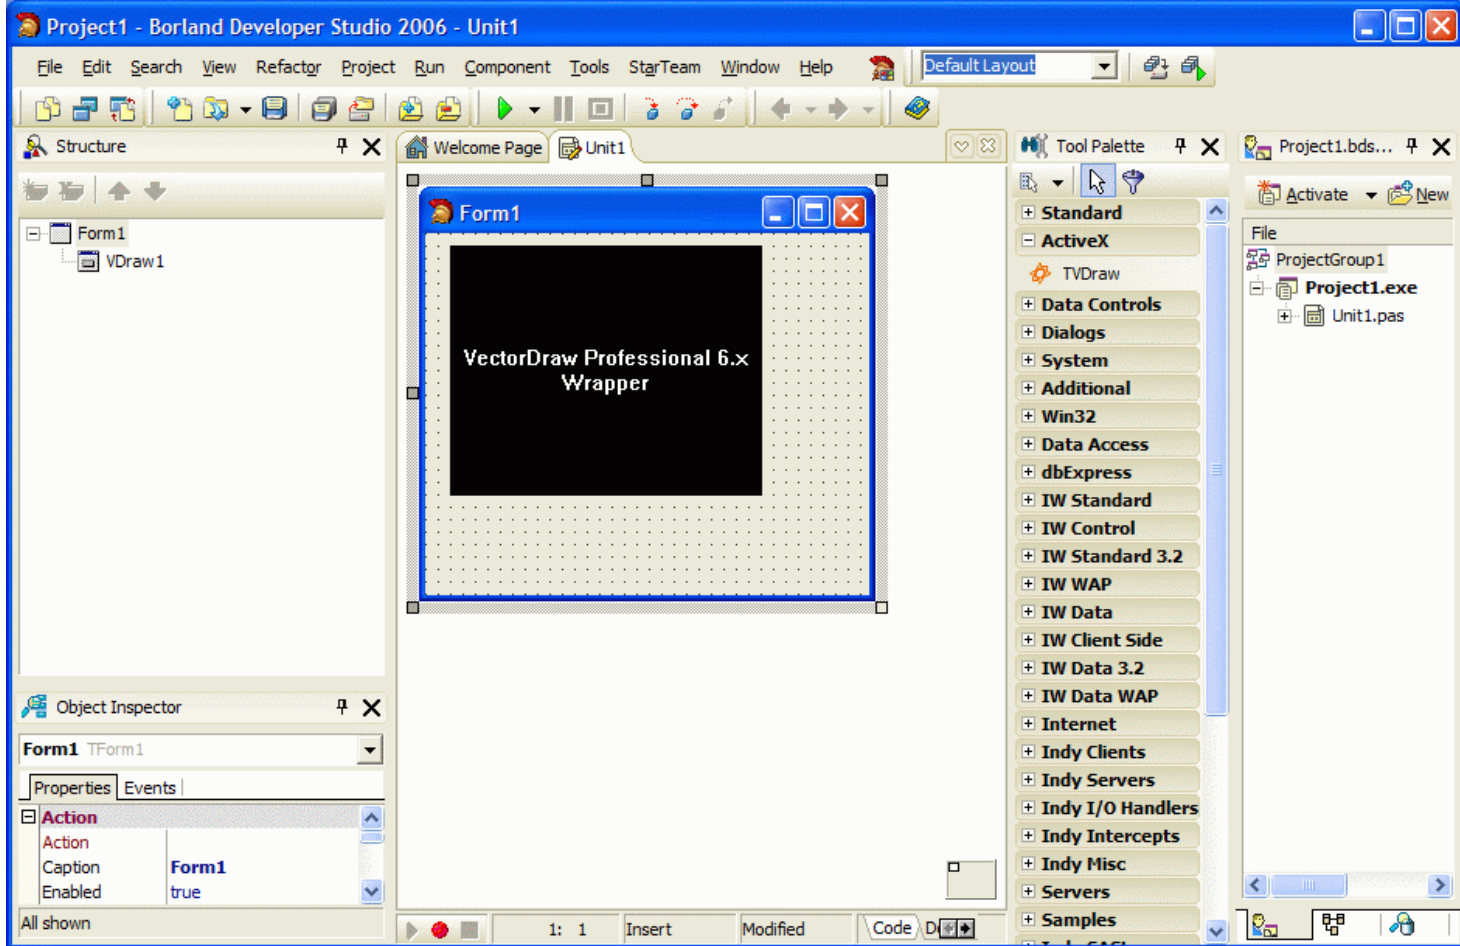 Project1 - Borland Developer Studio 2006 - Unit1
File Edit Search View Refactor Project Run Component Tools StarTeam Window Help Default Layout
Structure
Form1
VDraw1
Object Inspector
Form1 TForm1
Properties Events
Action
Action
Caption Form1
Enabled true
All shown
Welcome Page Unit1
Form1
VectorDraw Professional 6.x
Wrapper
1: 1 Insert Modified Code
Tool Palette
Standard
ActiveX
TVDraw
Data Controls
Dialogs
System
Additional
Win32
Data Access
dbExpress
IW Standard
IW Control
IW Standard 3.2
IW WAP
IW Data
IW Client Side
IW Data 3.2
IW Data WAP
Internet
Indy Clients
Indy Servers
Indy I/O Handlers
Indy Intercepts
Indy Misc
Servers
Samples
Project1.bds...
Activate New
File
ProjectGroup1
Project1.exe
Unit1.pas